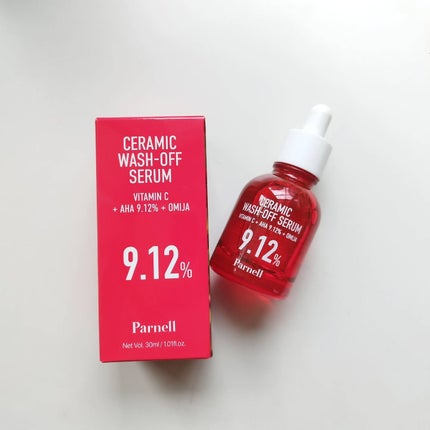 CERAMIC
WASH-OFF
SERUM
VITAMIN C
+ AHA 9.12% + OMIJA
9.12%
Parnell
Net Vol. 30ml / 1.01fl.oz.
CERAMIC
WASH-OFF SERUM
VITAMIN C + AHA 9.12% + OMIJA
9.12%
Parnell